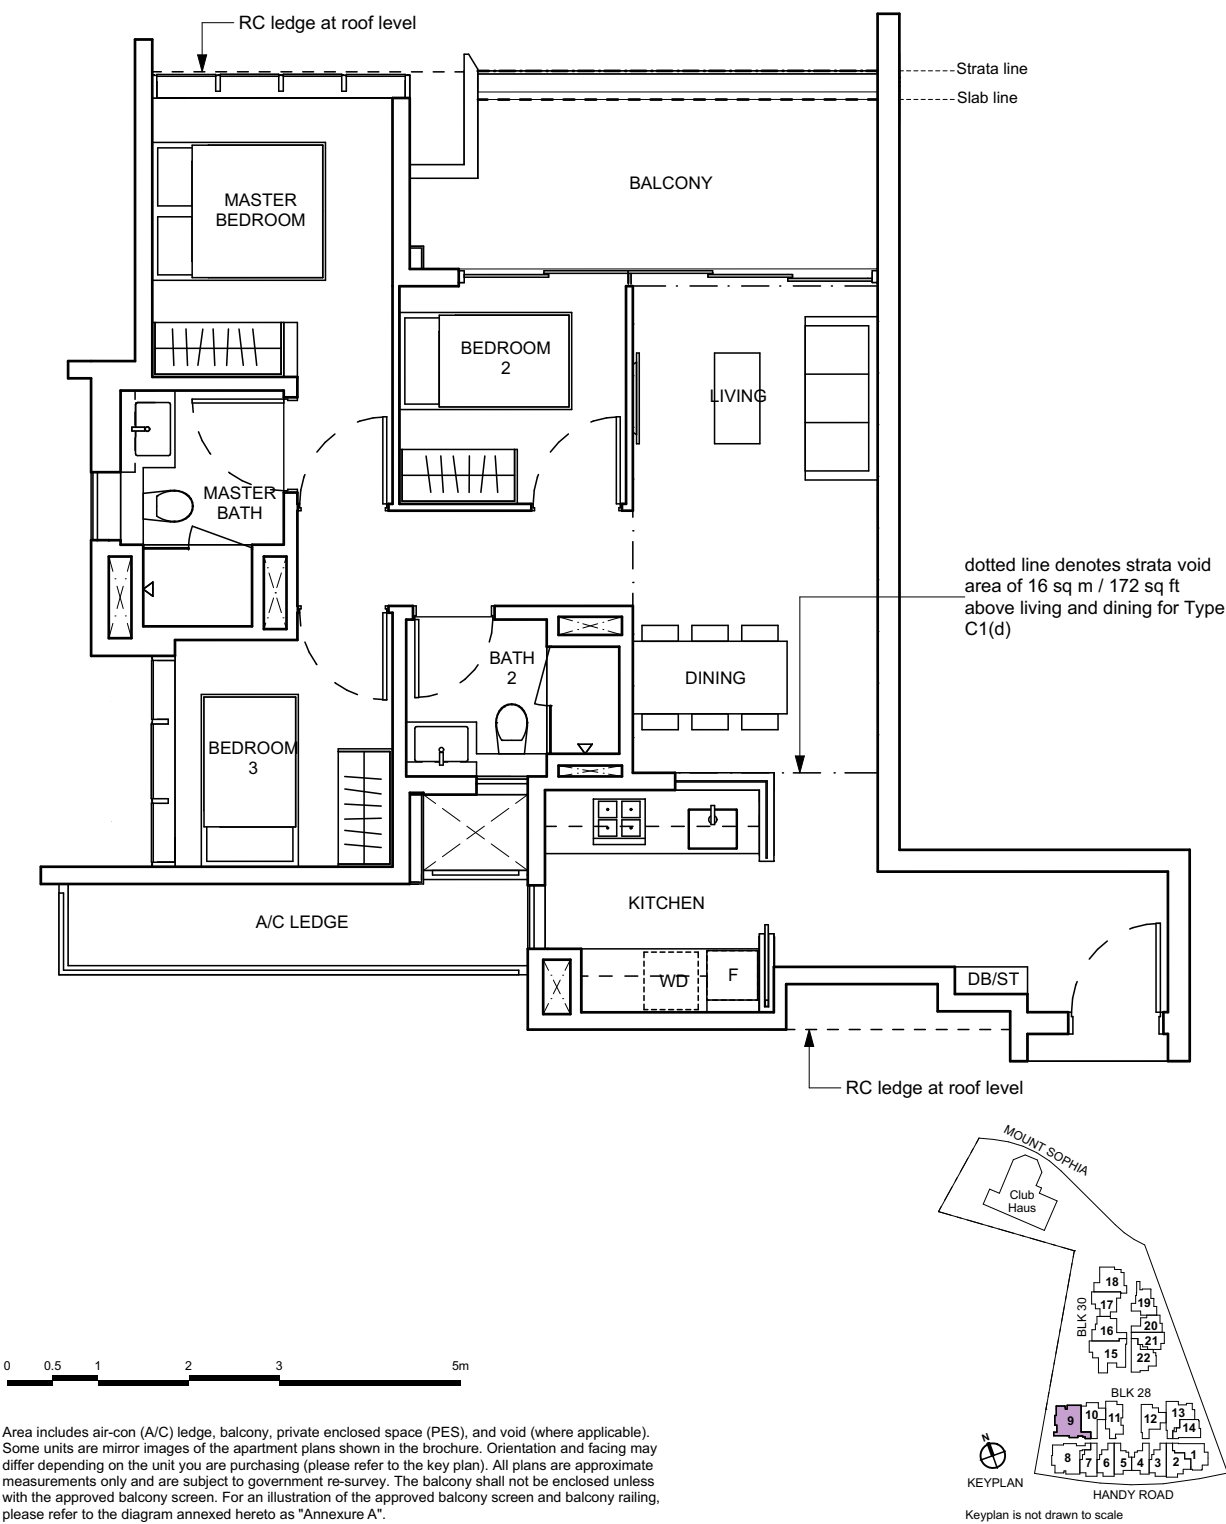 RC ledge at roof level
Strata line
Slab line
MASTER
BEDROOM
BALCONY
BEDROOM
2
LIVING
MASTER
BATH
dotted line denotes strata void
area of 16 sq m / 172 sq ft
above living and dining for Type
C1(d)
BATH
2
DINING
BEDROOM
3
KITCHEN
A/C LEDGE
WD
F
DB/ST
RC ledge at roof level
MOUNT SOPHIA
Club
Haus
BLK 30
18
17
19
16
20
21
15
22
BLK 28
9
10
11
12
13
14
8
7
6
5
4
3
2
1
N
KEYPLAN
HANDY ROAD
Keyplan is not drawn to scale
0 0.5 1 2 3 5m
Area includes air-con (A/C) ledge, balcony, private enclosed space (PES), and void (where applicable).
Some units are mirror images of the apartment plans shown in the brochure. Orientation and facing may
differ depending on the unit you are purchasing (please refer to the key plan). All plans are approximate
measurements only and are subject to government re-survey. The balcony shall not be enclosed unless
with the approved balcony screen. For an illustration of the approved balcony screen and balcony railing,
please refer to the diagram annexed hereto as "Annexure A".